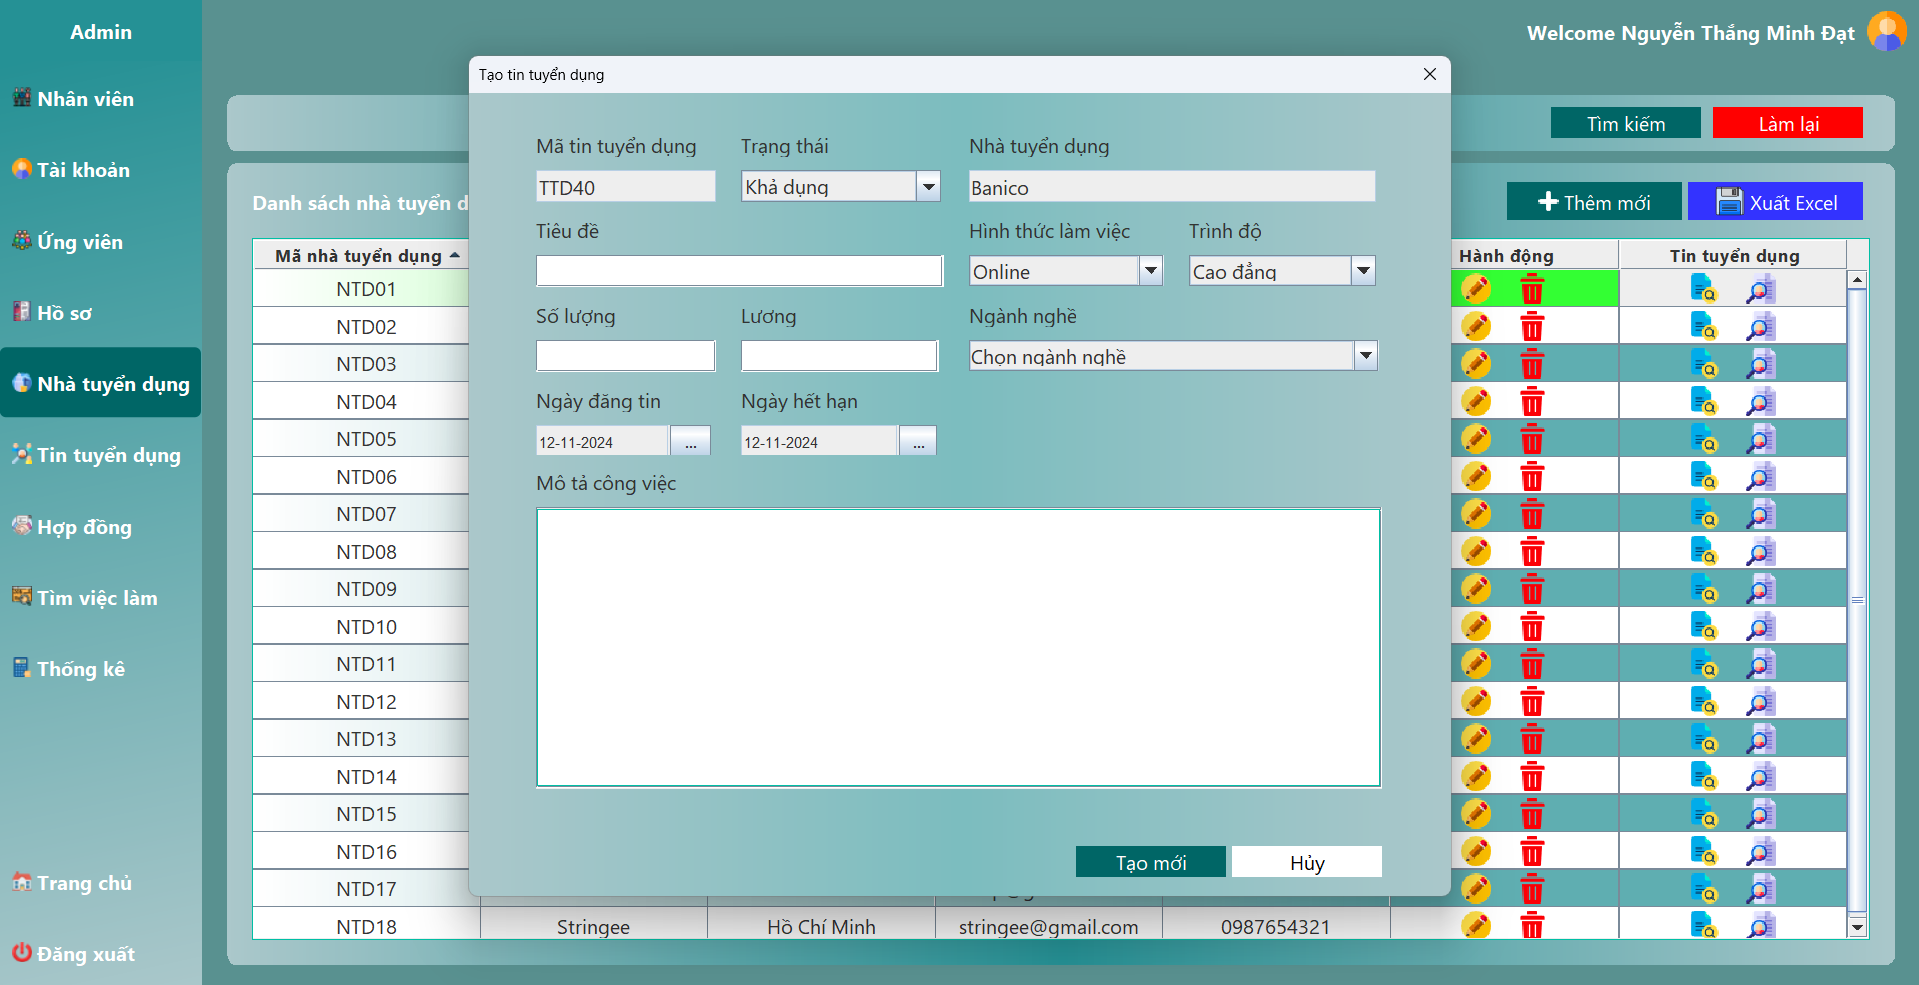 Admin
Welcome Nguyễn Thắng Minh Đạt
Nhân viên
Tài khoản
Ứng viên
Hồ sơ
Nhà tuyển dụng
Tin tuyển dụng
Hợp đồng
Tìm việc làm
Thống kê
Trang chủ
Đăng xuất
Tìm kiếm
Làm lại
Danh sách nhà tuyển d
Thêm mới
Xuất Excel
Mã nhà tuyển dụng
Hành động
Tin tuyển dụng
NTD01
NTD02
NTD03
NTD04
NTD05
NTD06
NTD07
NTD08
NTD09
NTD10
NTD11
NTD12
NTD13
NTD14
NTD15
NTD16
NTD17
NTD18 Stringee Hồ Chí Minh stringee@gmail.com 0987654321
Tạo tin tuyển dụng
Mã tin tuyển dụng Trạng thái Nhà tuyển dụng
TTD40 Khả dụng Banico
Tiêu đề Hình thức làm việc Trình độ
Online Cao đẳng
Số lượng Lương Ngành nghề
Chọn ngành nghề
Ngày đăng tin Ngày hết hạn
12-11-2024 ... 12-11-2024 ...
Mô tả công việc
Tạo mới Hủy